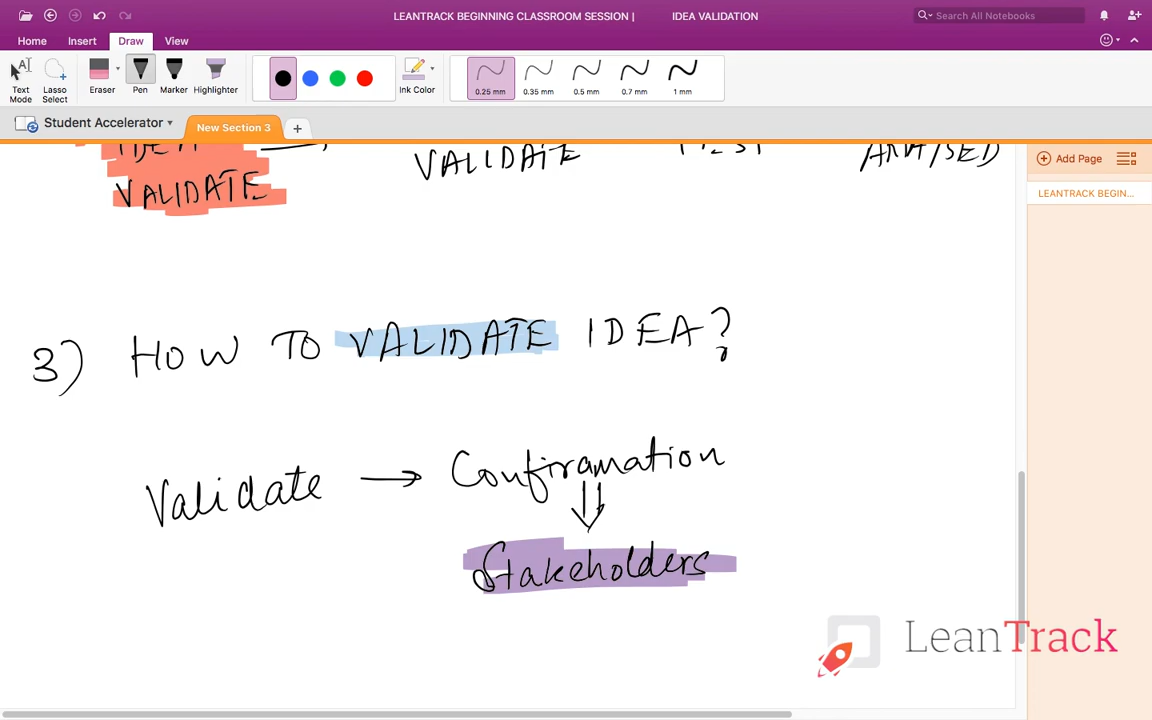 LEANTRACK BEGINNING CLASSROOM SESSION | IDEA VALIDATION
Search All Notebooks
Home Insert Draw View
Text Mode
Lasso Select
Eraser
Pen
Marker
Highlighter
Ink Color
0.25 mm
0.35 mm
0.5 mm
0.7 mm
1 mm
Student Accelerator
New Section 3
Add Page
LEANTRACK BEGIN...
IDEA
VALIDATE
VALIDATE
3) HOW TO VALIDATE IDEA?
Validate → Confiramation
Stakeholders
LeanTrack